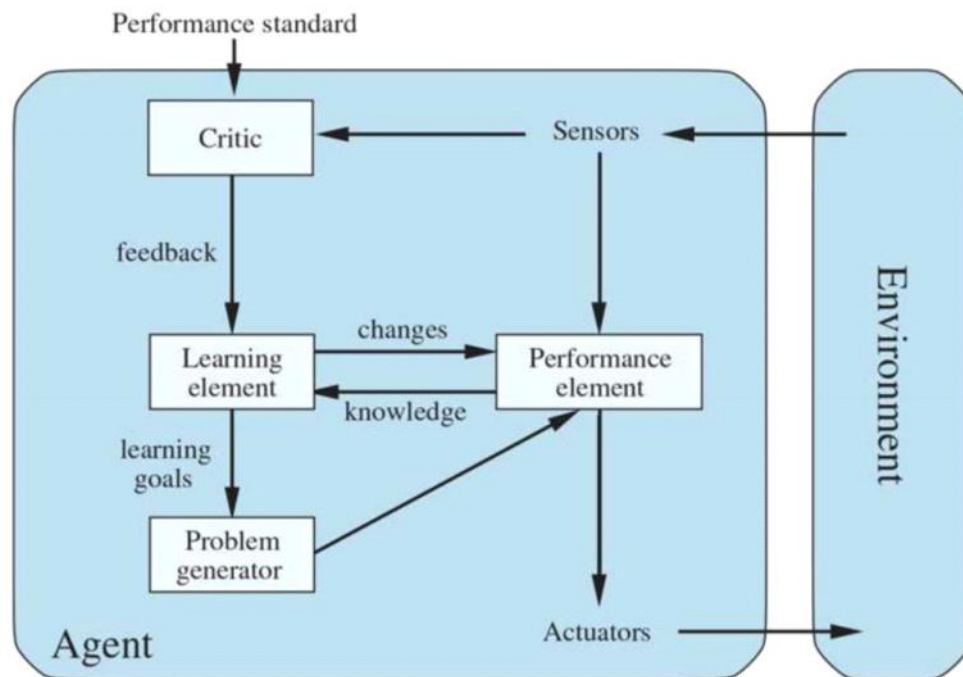 Performance standard
Critic
Sensors
feedback
changes
Learning
element
Performance
element
knowledge
learning
goals
Problem
generator
Agent
Actuators
Environment